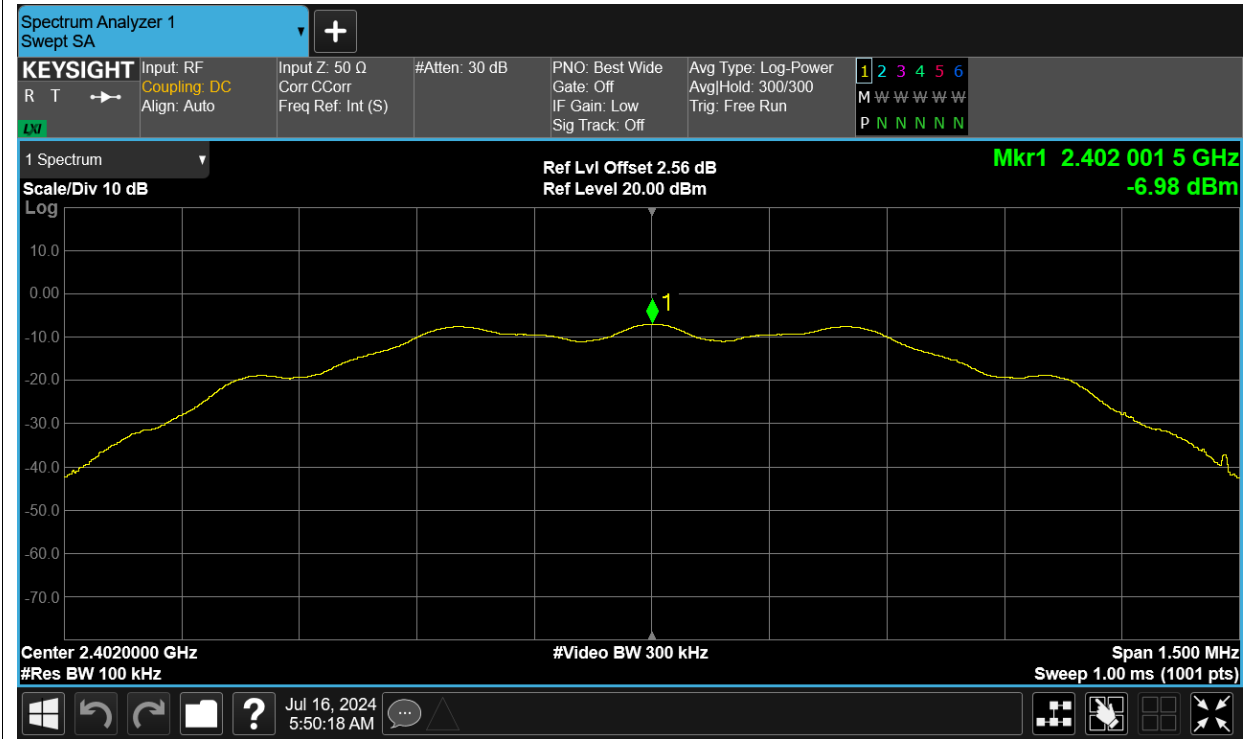 Spectrum Analyzer 1
Swept SA
+
KEYSIGHT
R T
LXI
Input: RF
Coupling: DC
Align: Auto
Input Z: 50 Ω
Corr CCorr
Freq Ref: Int (S)
#Atten: 30 dB
PNO: Best Wide
Gate: Off
IF Gain: Low
Sig Track: Off
Avg Type: Log-Power
Avg|Hold: 300/300
Trig: Free Run
1 2 3 4 5 6
M W W W W W
P N N N N N N
1 Spectrum
Scale/Div 10 dB
Log
Ref Lvl Offset 2.56 dB
Ref Level 20.00 dBm
Mkr1 2.402 001 5 GHz
-6.98 dBm
10.0
0.00
1
-10.0
-20.0
-30.0
-40.0
-50.0
-60.0
-70.0
Center 2.4020000 GHz
#Res BW 100 kHz
#Video BW 300 kHz
Span 1.500 MHz
Sweep 1.00 ms (1001 pts)
?
Jul 16, 2024
5:50:18 AM